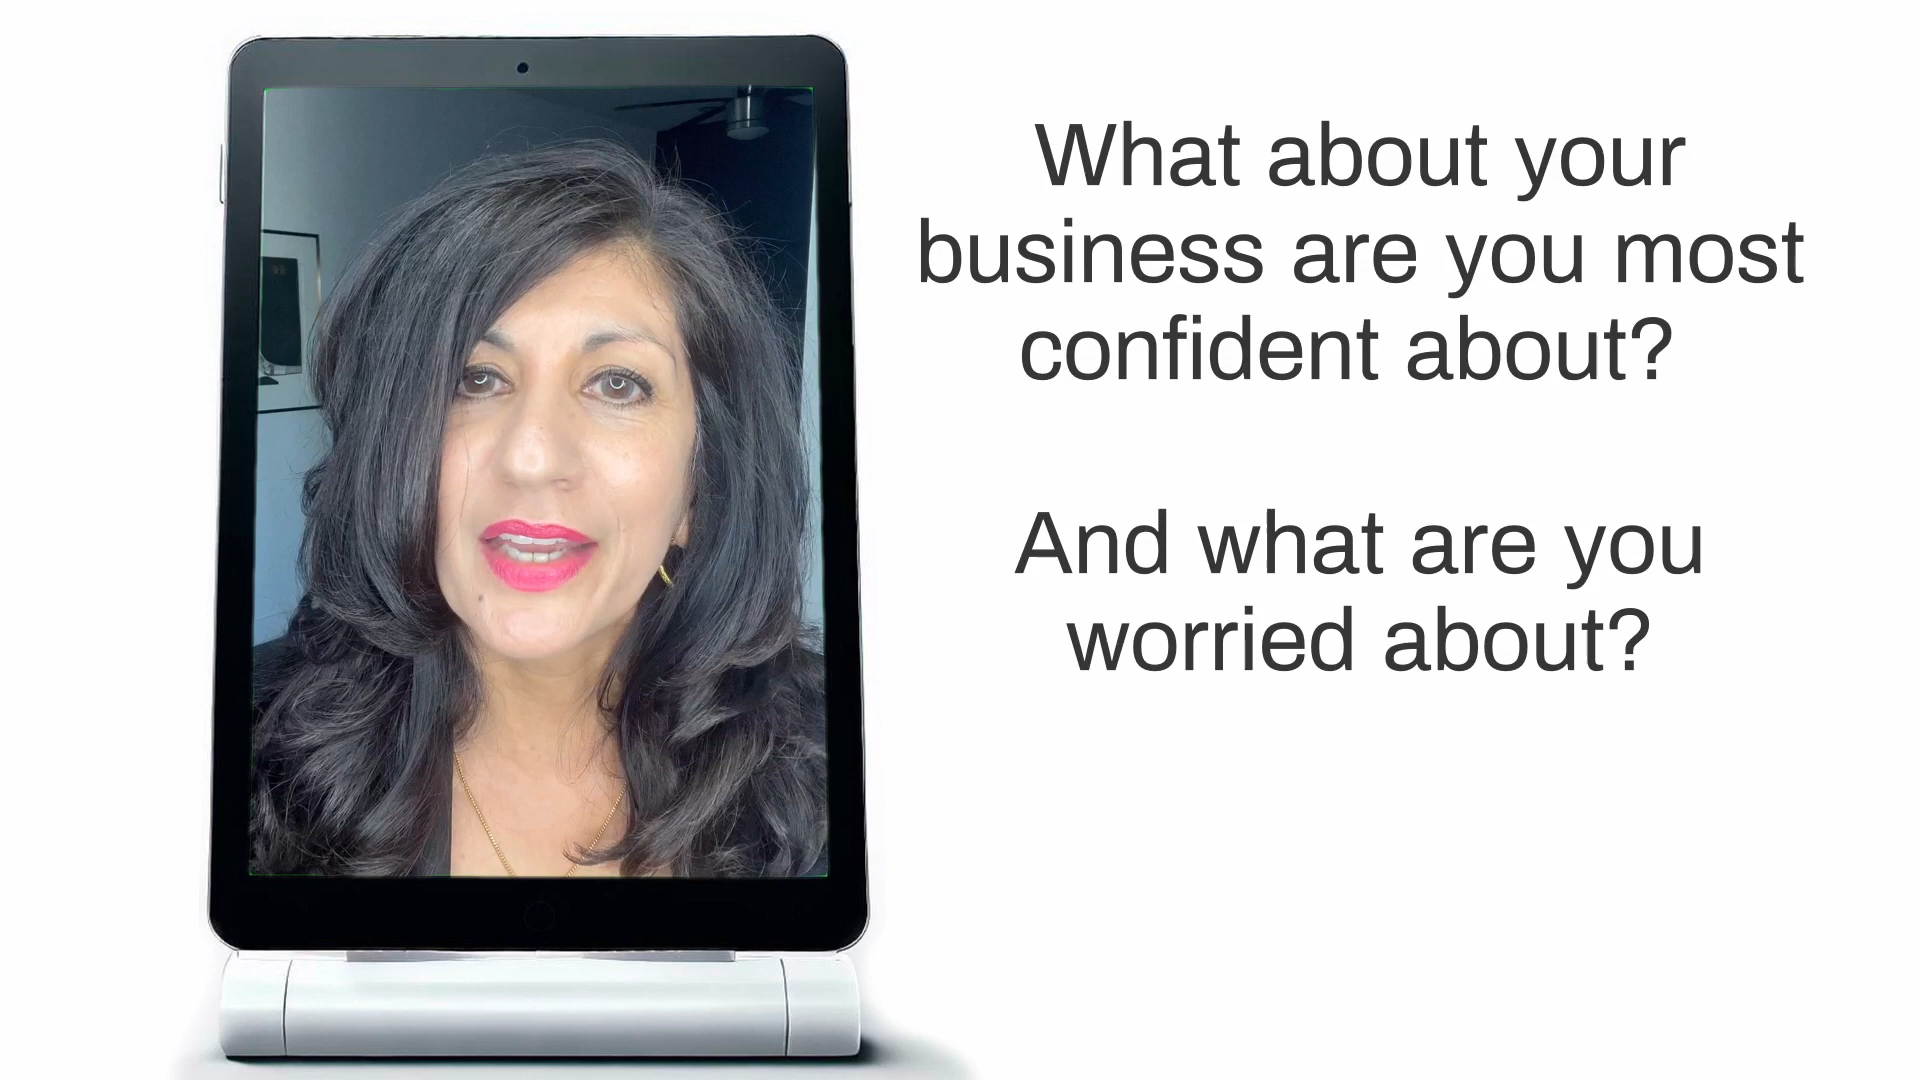 What about your
business are you most
confident about?
And what are you
worried about?